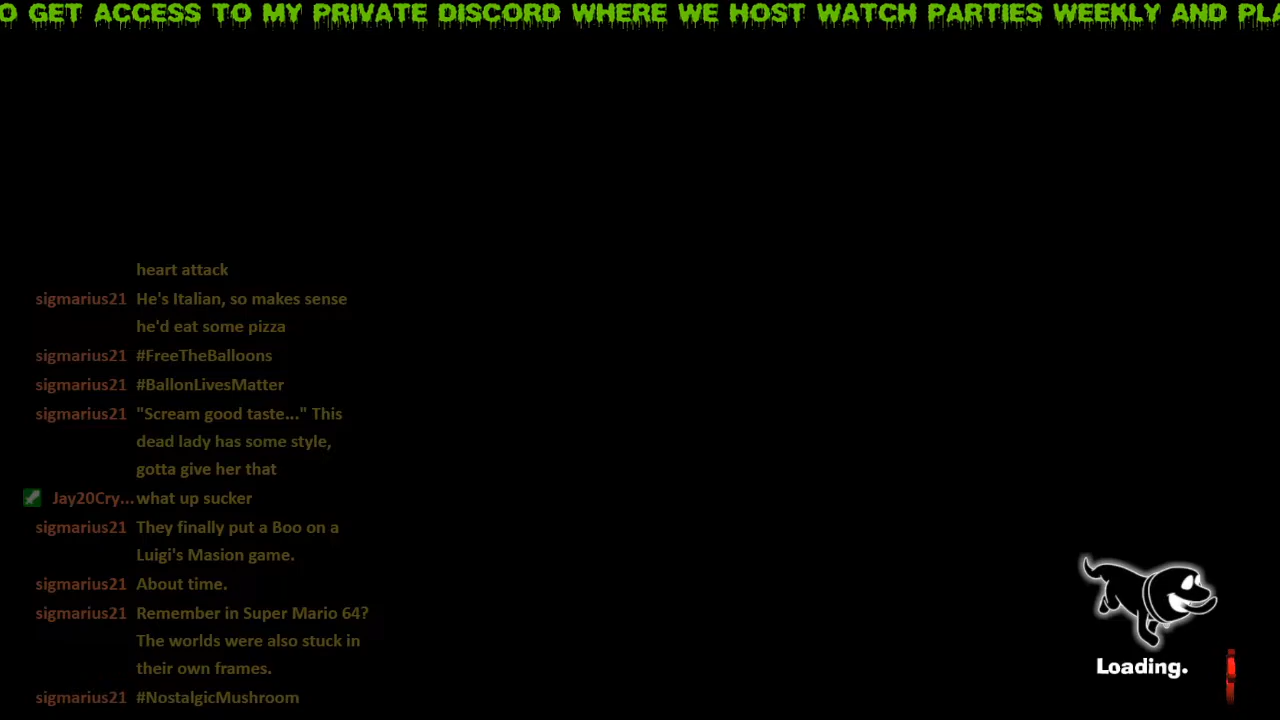 O GET ACCESS TO MY PRIVATE DISCORD WHERE WE HOST WATCH PARTIES WEEKLY AND PLA
heart attack
sigmarius21 He's Italian, so makes sense
he'd eat some pizza
sigmarius21 #FreeTheBalloons
sigmarius21 #BallonLivesMatter
sigmarius21 "Scream good taste..." This
dead lady has some style,
gotta give her that
Jay20Cry... what up sucker
sigmarius21 They finally put a Boo on a
Luigi's Masion game.
sigmarius21 About time.
sigmarius21 Remember in Super Mario 64?
The worlds were also stuck in
their own frames.
sigmarius21 #NostalgicMushroom
Loading.